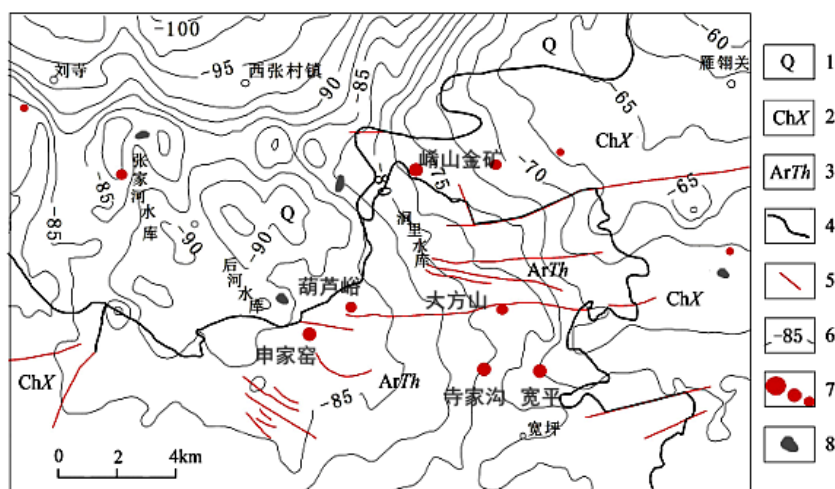 -100
Q
-60
刘寺
-95
西张村镇
90
-85
雁翎关
65
Q
1
ChX
ChX
2
崤山金矿
-85
张家河水库
-8
75
-70
-65
ArTh
3
-85
Q
-90
-90
涧里水库
4
后河水库
葫芦峪
ArTh
大方山
ChX
5
申家窑
-85
6
ChX
ArTh
-85
寺家沟
宽平
7
宽坪
0
2
4km
8